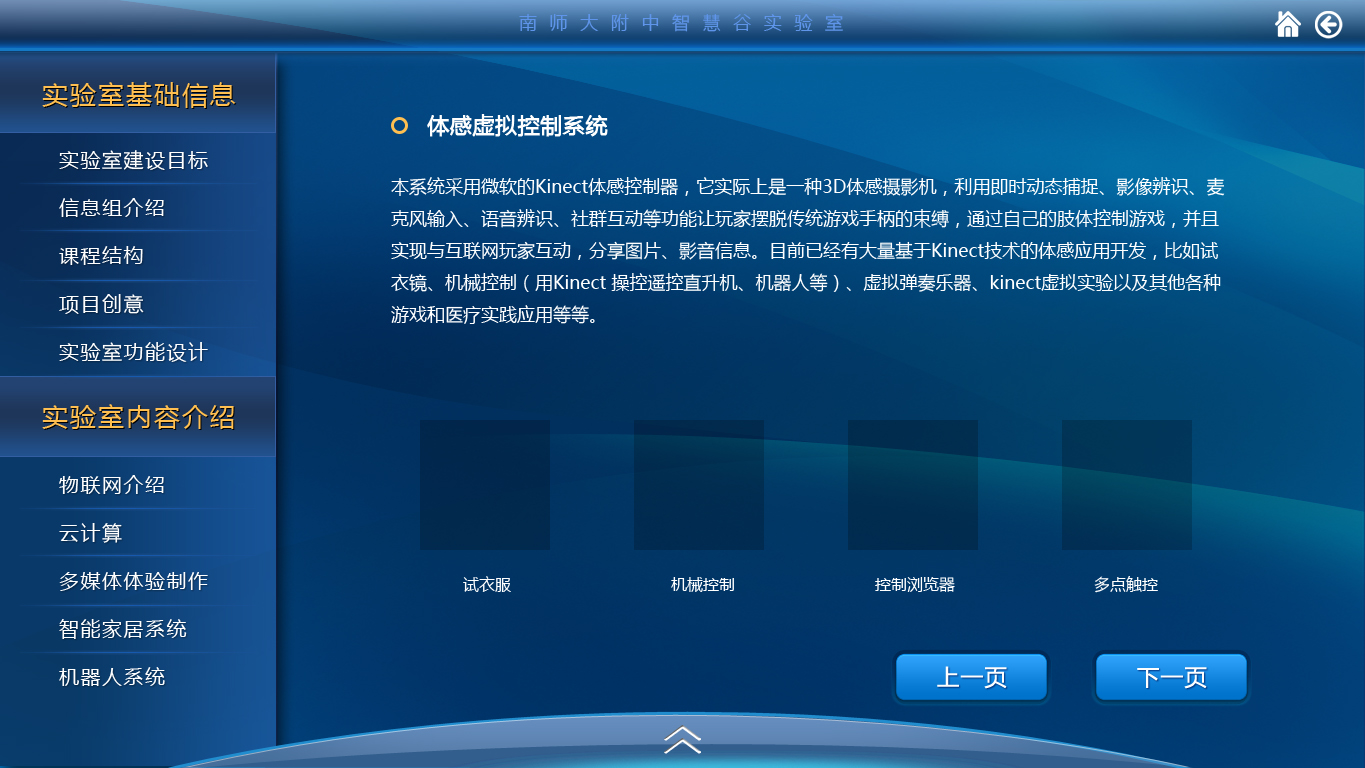 南师大附中智慧谷实验室
实验室基础信息
实验室建设目标
信息组介绍
课程结构
项目创意
实验室功能设计
实验室内容介绍
物联网介绍
云计算
多媒体体验制作
智能家居系统
机器人系统
体感虚拟控制系统
本系统采用微软的Kinect体感控制器，它实际上是一种3D体感摄影机，利用即时动态捕捉、影像辨识、麦
克风输入、语音辨识、社群互动等功能让玩家摆脱传统游戏手柄的束缚，通过自己的肢体控制游戏，并且
实现与互联网玩家互动，分享图片、影音信息。目前已经有大量基于Kinect技术的体感应用开发，比如试
衣镜、机械控制（用Kinect 操控遥控直升机、机器人等）、虚拟弹奏乐器、kinect虚拟实验以及其他各种
游戏和医疗实践应用等等。
试衣服
机械控制
控制浏览器
多点触控
上一页
下一页